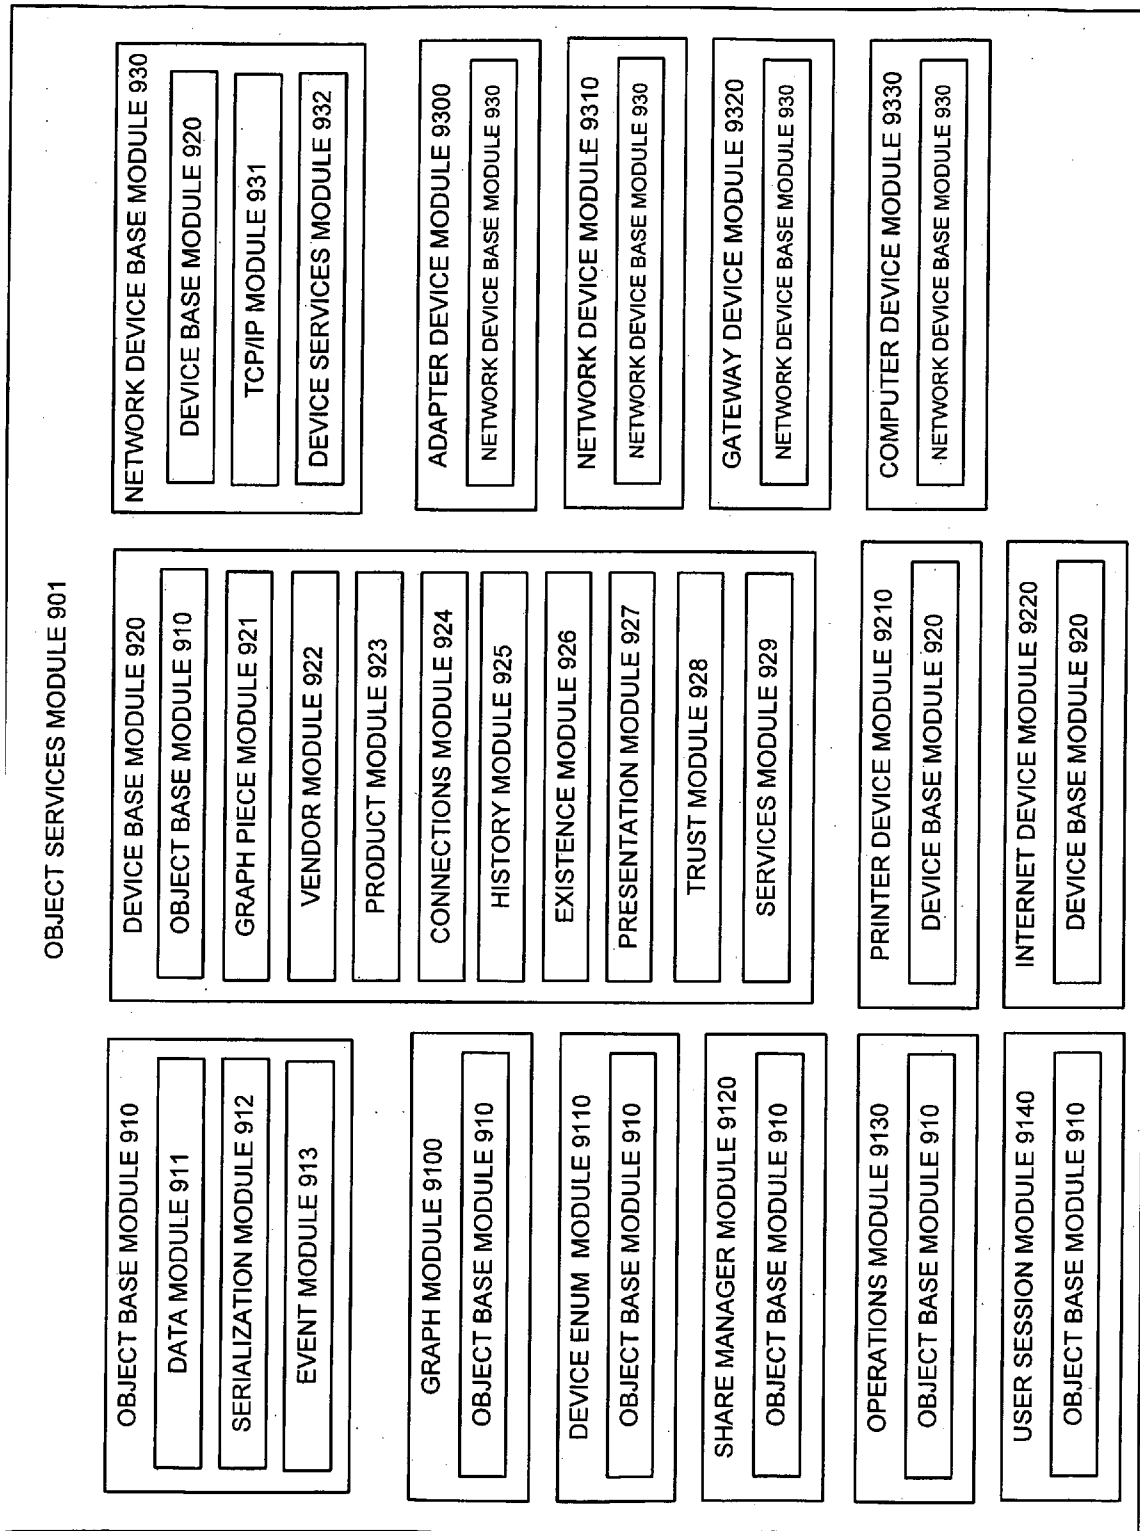 OBJECT SERVICES MODULE 901
OBJECT BASE MODULE 910
DATA MODULE 911
SERIALIZATION MODULE 912
EVENT MODULE 913
GRAPH MODULE 9100
OBJECT BASE MODULE 910
DEVICE ENUM MODULE 9110
OBJECT BASE MODULE 910
SHARE MANAGER MODULE 9120
OBJECT BASE MODULE 910
OPERATIONS MODULE 9130
OBJECT BASE MODULE 910
USER SESSION MODULE 9140
OBJECT BASE MODULE 910
DEVICE BASE MODULE 920
OBJECT BASE MODULE 910
GRAPH PIECE MODULE 921
VENDOR MODULE 922
PRODUCT MODULE 923
CONNECTIONS MODULE 924
HISTORY MODULE 925
EXISTENCE MODULE 926
PRESENTATION MODULE 927
TRUST MODULE 928
SERVICES MODULE 929
PRINTER DEVICE MODULE 9210
DEVICE BASE MODULE 920
INTERNET DEVICE MODULE 9220
DEVICE BASE MODULE 920
NETWORK DEVICE BASE MODULE 930
DEVICE BASE MODULE 920
TCP/IP MODULE 931
DEVICE SERVICES MODULE 932
ADAPTER DEVICE MODULE 9300
NETWORK DEVICE BASE MODULE 930
NETWORK DEVICE MODULE 9310
NETWORK DEVICE BASE MODULE 930
GATEWAY DEVICE MODULE 9320
NETWORK DEVICE BASE MODULE 930
COMPUTER DEVICE MODULE 9330
NETWORK DEVICE BASE MODULE 930